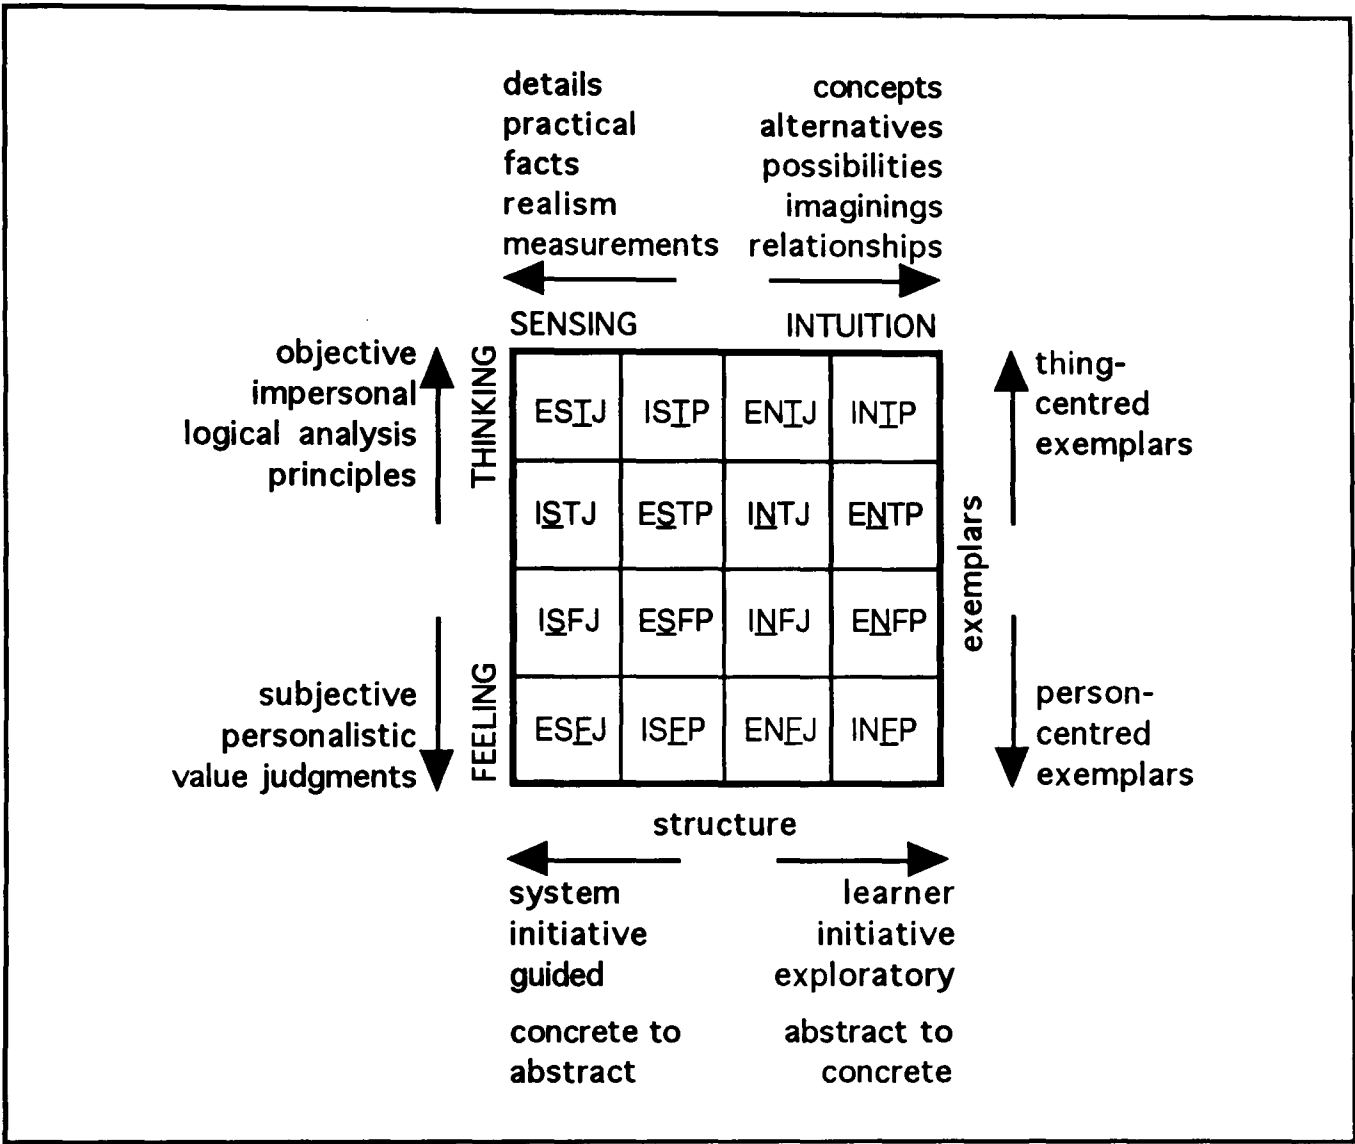 details
practical
facts
realism
measurements
concepts
alternatives
possibilities
imaginings
relationships
SENSING
INTUITION
objective
impersonal
logical analysis
principles
THINKING
ESTJ ISTP ENTJ INTP
ISTJ ESTP INTJ ENTP
ISFJ ESFP INFJ ENFP
ESFJ ISFP ENFJ INFP
thing-
centred
exemplars
exemplars
subjective
personalistic
value judgments
FEELING
person-
centred
exemplars
structure
system
initiative
guided
concrete to
abstract
learner
initiative
exploratory
abstract to
concrete